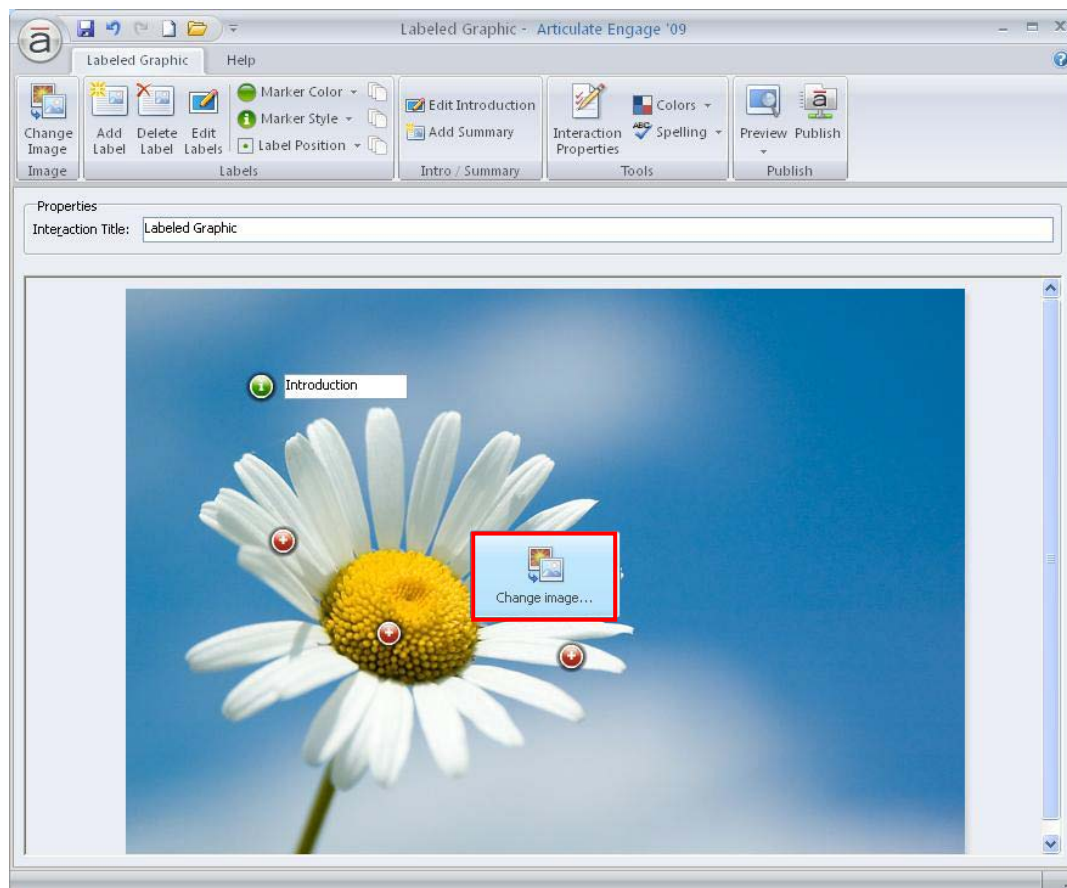 Labeled Graphic - Articulate Engage '09
Labeled Graphic Help
Change Image
Add Label
Delete Label
Edit Labels
Marker Color
Marker Style
Label Position
Edit Introduction
Add Summary
Interaction Properties
Colors
ABC Spelling
Preview
Publish
Image
Labels
Intro / Summary
Tools
Publish
Properties
Interaction Title: Labeled Graphic
Introduction
Change image...